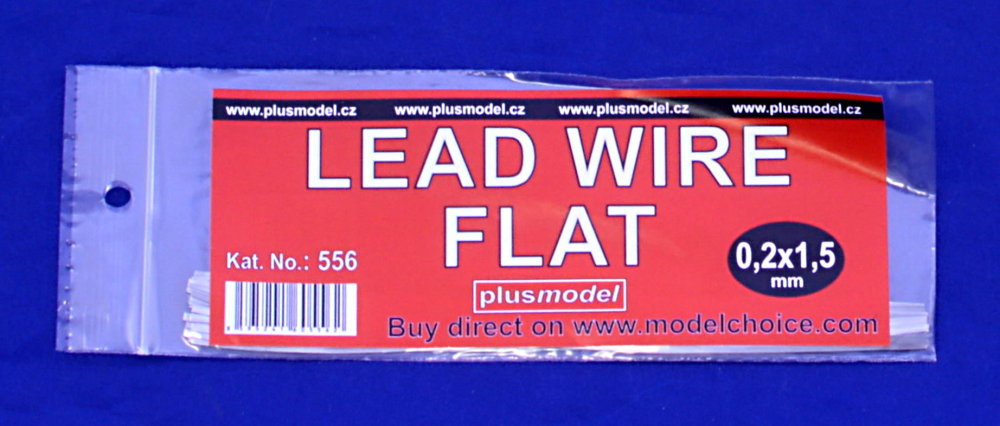 www.plusmodel.cz www.plusmodel.cz www.plusmodel.cz www.plusmodel.cz
LEAD WIRE
FLAT
0,2x1,5
mm
Kat. No.: 556
plusmodel
Buy direct on www.modelchoice.com